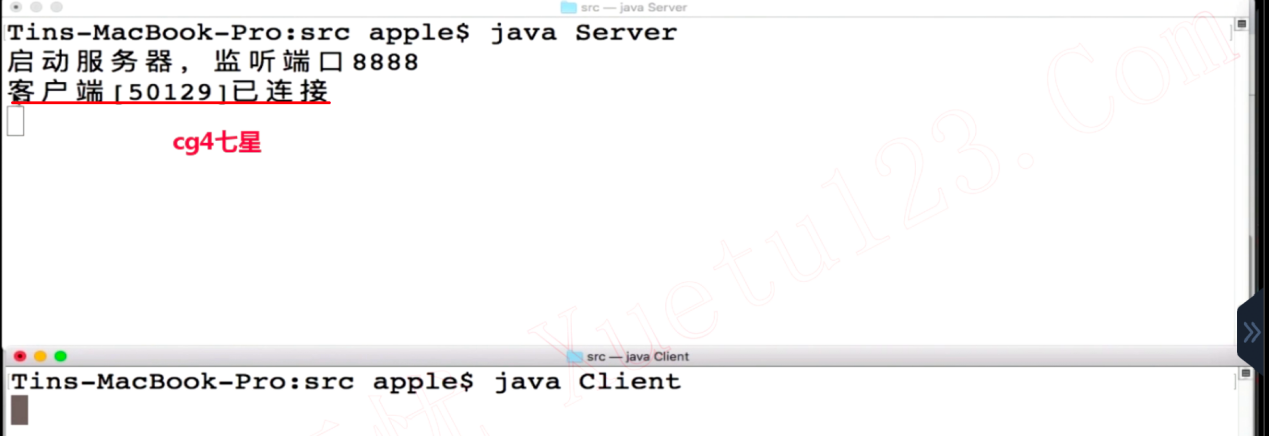 src — java Server
Tins-MacBook-Pro:src apple$ java Server
启动服务器, 监听端口8888
客户端[50129]已连接
cg4七星
Xuetu123.Com
src — java Client
Tins-MacBook-Pro:src apple$ java Client